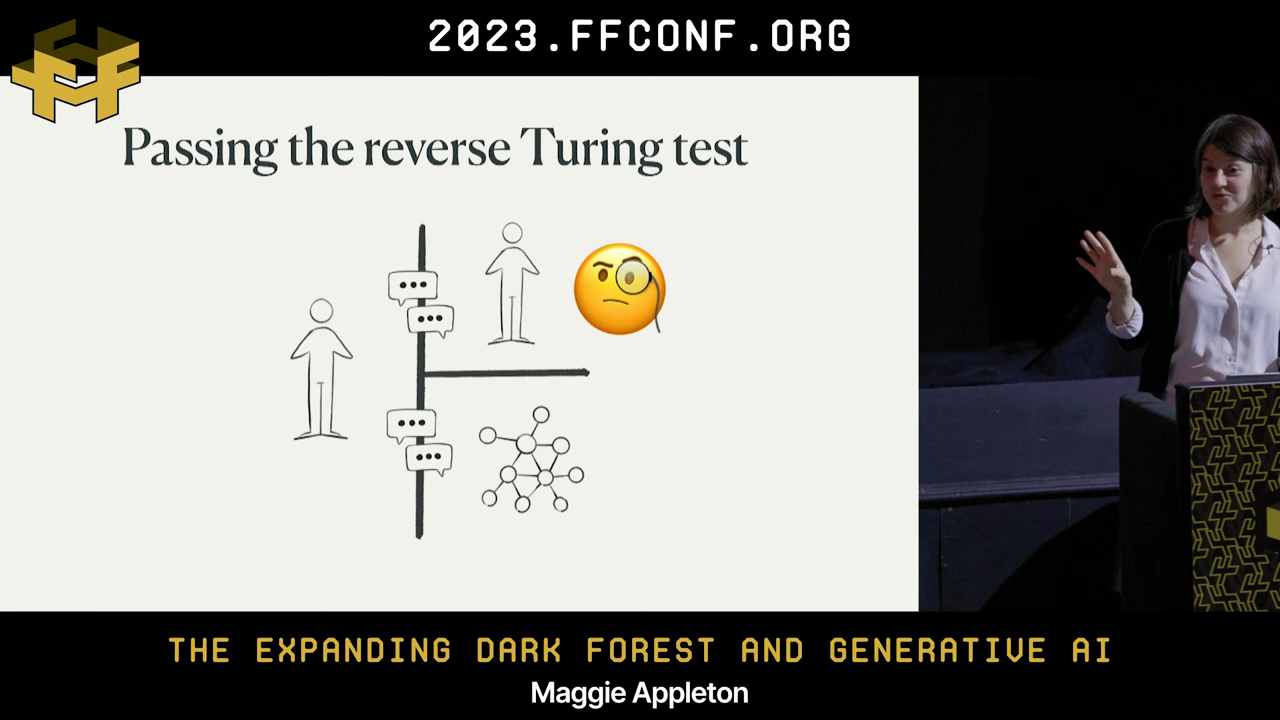 2023.FFCONF.ORG
Passing the reverse Turing test
THE EXPANDING DARK FOREST AND GENERATIVE AI
Maggie Appleton